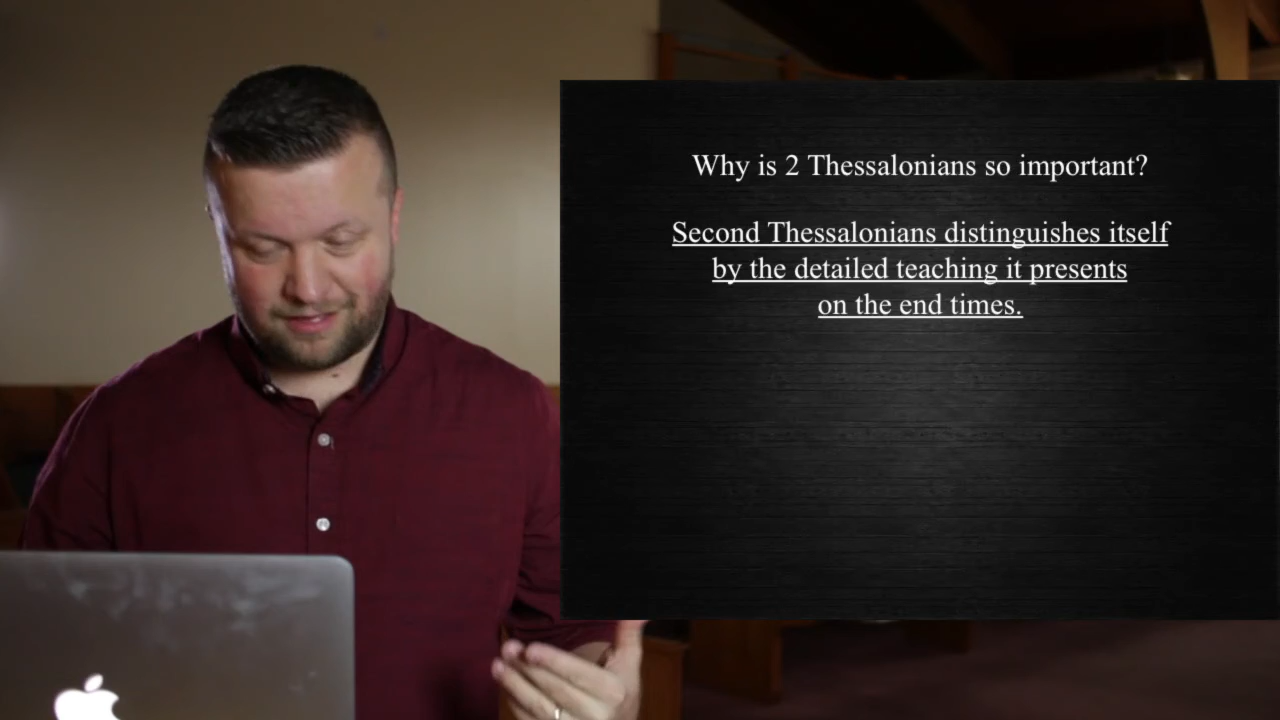 Why is 2 Thessalonians so important?
Second Thessalonians distinguishes itself
by the detailed teaching it presents
on the end times.